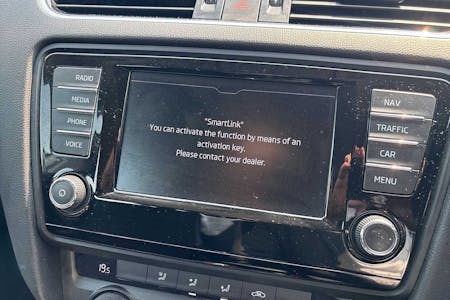 RADIO
MEDIA
PHONE
VOICE
"SmartLink"
You can activate the function by means of an
activation key.
Please contact your dealer.
NAV
TRAFFIC
CAR
MENU
19.5